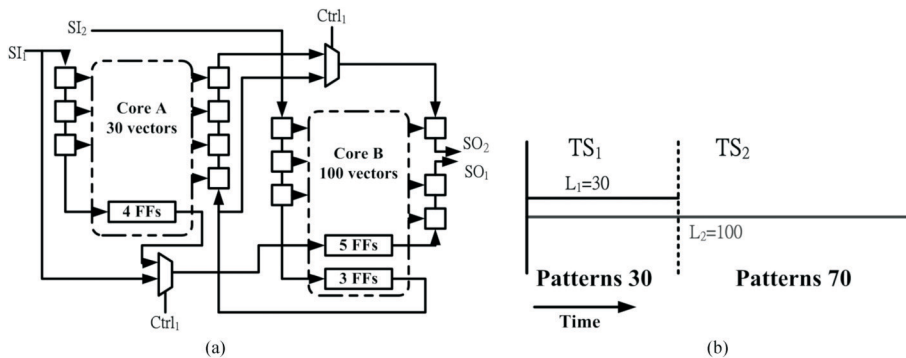 SI₁
SI₂
Ctrl₁
Core A
30 vectors
4 FFs
Ctrl₁
Core B
100 vectors
5 FFs
3 FFs
SO₂
SO₁
(a)
TS₁
TS₂
L₁=30
L₂=100
Patterns 30
Patterns 70
Time
(b)